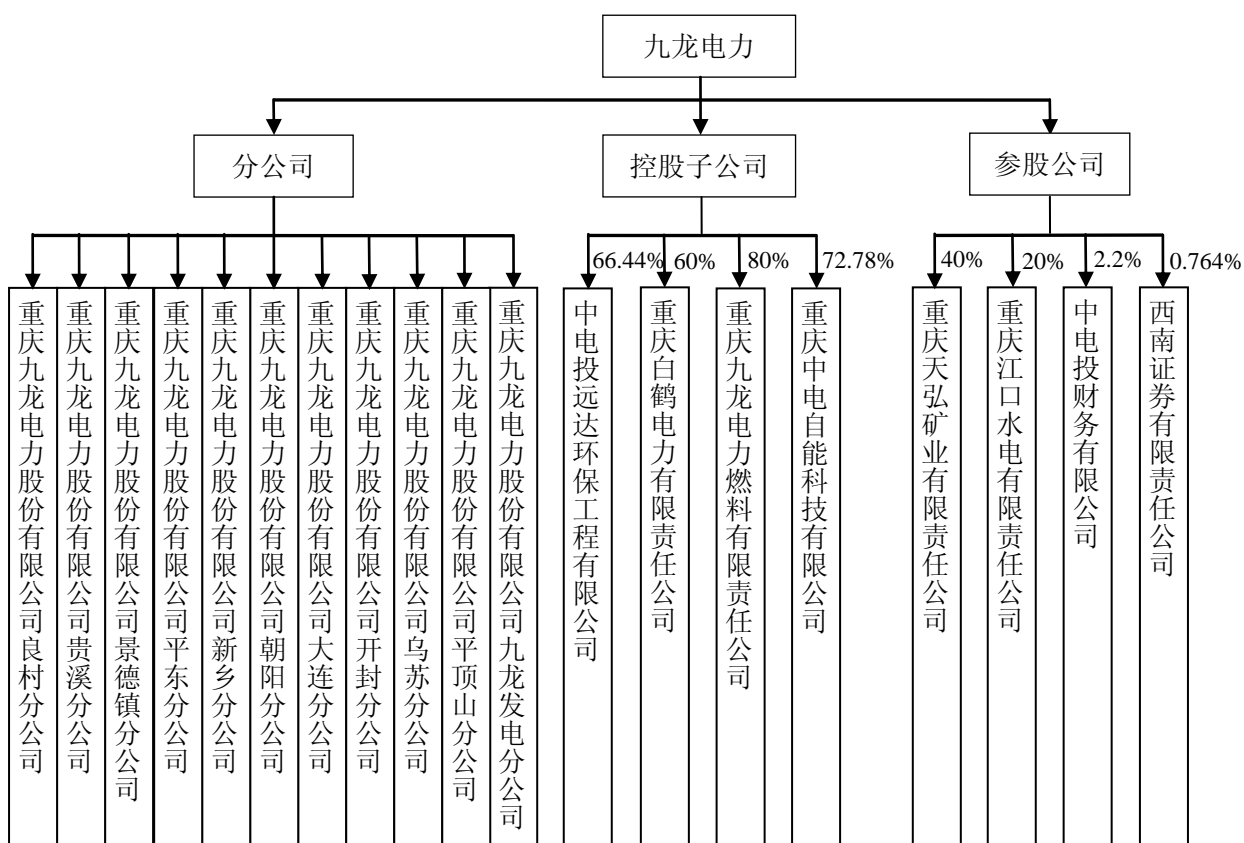 九龙电力
分公司
控股子公司
参股公司
66.44%
60%
80%
72.78%
40%
20%
2.2%
0.764%
重庆九龙电力股份有限公司良村分公司
重庆九龙电力股份有限公司贵溪分公司
重庆九龙电力股份有限公司景德镇分公司
重庆九龙电力股份有限公司平东分公司
重庆九龙电力股份有限公司新乡分公司
重庆九龙电力股份有限公司朝阳分公司
重庆九龙电力股份有限公司大连分公司
重庆九龙电力股份有限公司开封分公司
重庆九龙电力股份有限公司乌苏分公司
重庆九龙电力股份有限公司平顶山分公司
重庆九龙电力股份有限公司九龙发电分公司
中电投远达环保工程有限公司
重庆白鹤电力有限责任公司
重庆九龙电力燃料有限责任公司
重庆中电自能科技有限公司
重庆天弘矿业有限责任公司
重庆江口水电有限责任公司
中电投财务有限公司
西南证券有限责任公司